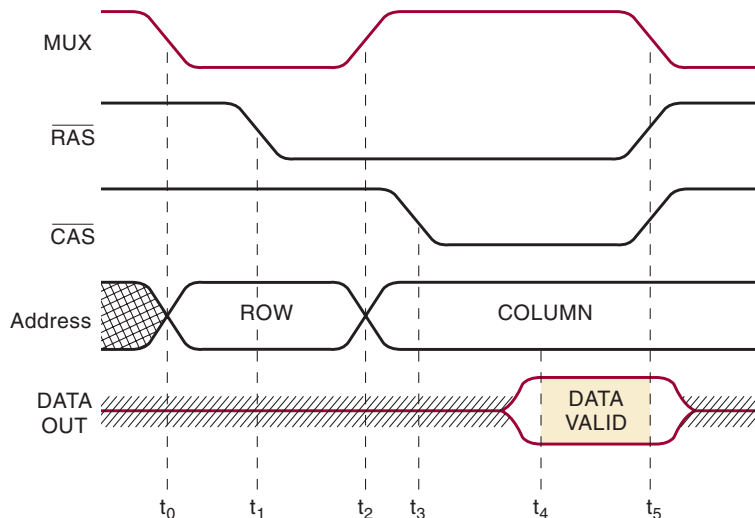 MUX
RAS
CAS
Address
ROW
COLUMN
DATA
OUT
DATA
VALID
t0
t1
t2
t3
t4
t5